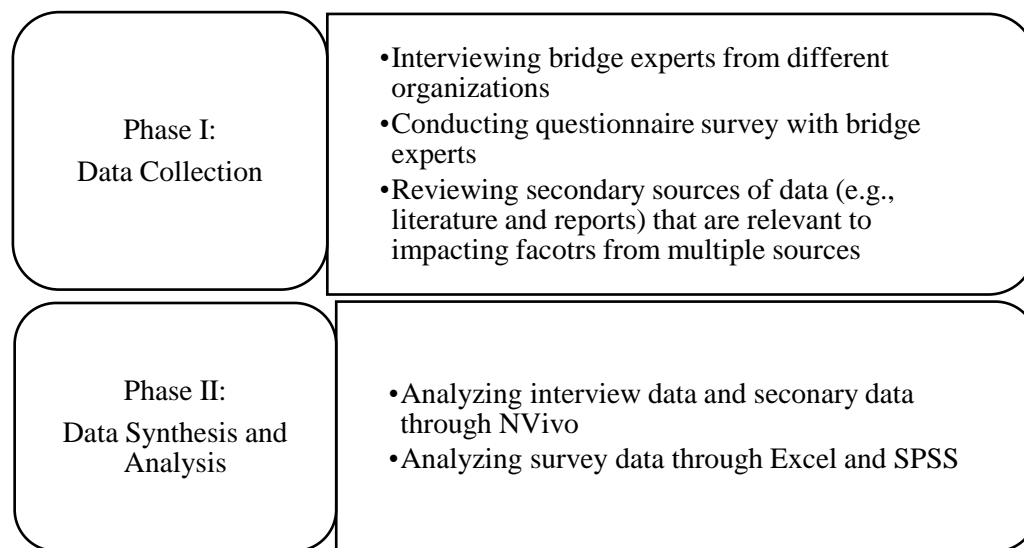 Phase I:
Data Collection
•Interviewing bridge experts from different
organizations
•Conducting questionnaire survey with bridge
experts
•Reviewing secondary sources of data (e.g.,
literature and reports) that are relevant to
impacting facotrs from multiple sources
Phase II:
Data Synthesis and
Analysis
•Analyzing interview data and seconary data
through NVivo
•Analyzing survey data through Excel and SPSS